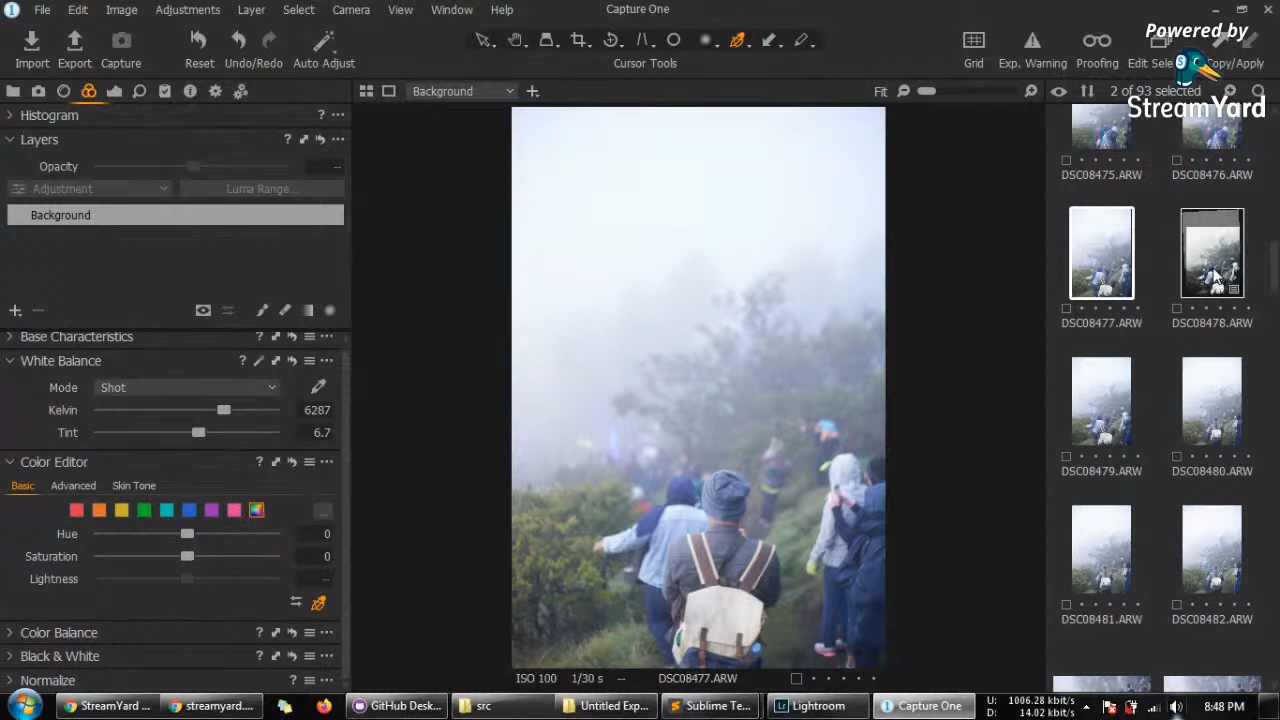 File Edit Image Adjustments Layer Select Camera View Window Help Capture One
Powered by
StreamYard
Import Export Capture Reset Undo/Redo Auto Adjust Cursor Tools Grid Exp. Warning Proofing Copy/Apply
Background Fit 2 of 93 selected
Histogram ? ...
Layers ?
Opacity --
Adjustment Luma Range...
Background
Base Characteristics ?
White Balance ?
Mode Shot
Kelvin 6287
Tint 6.7
Color Editor ?
Basic Advanced Skin Tone
...
Hue 0
Saturation 0
Lightness --
Color Balance ?
Black & White ?
Normalize ?
ISO 100 1/30 s -- DSC08477.ARW
DSC08475.ARW DSC08476.ARW
DSC08477.ARW DSC08478.ARW
DSC08479.ARW DSC08480.ARW
DSC08481.ARW DSC08482.ARW
StreamYard ... streamyard.... GitHub Desk... src Untitled Exp... Sublime Te... Lightroom Capture One
U: 1006.28 kbit/s
D: 14.02 kbit/s
8:48 PM